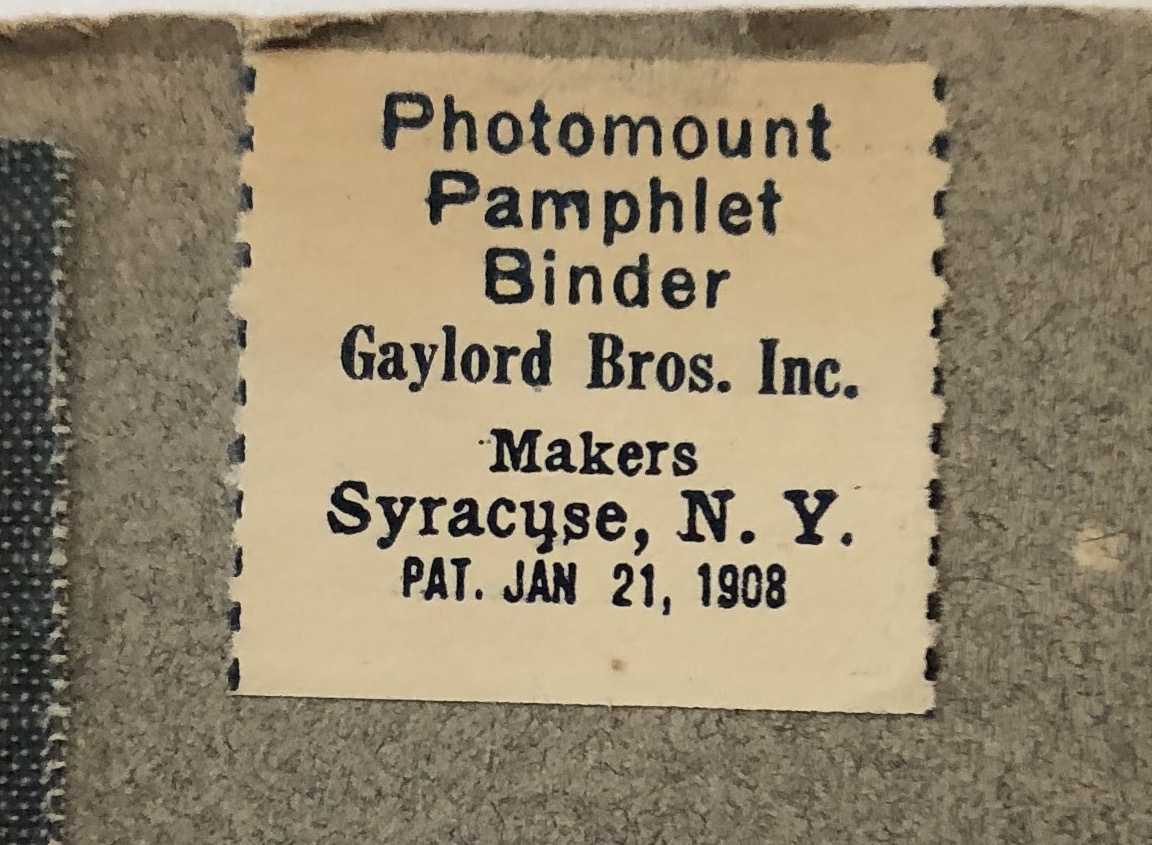 Photomount
Pamphlet
Binder
Gaylord Bros. Inc.
Makers
Syracuse, N. Y.
PAT. JAN 21, 1908